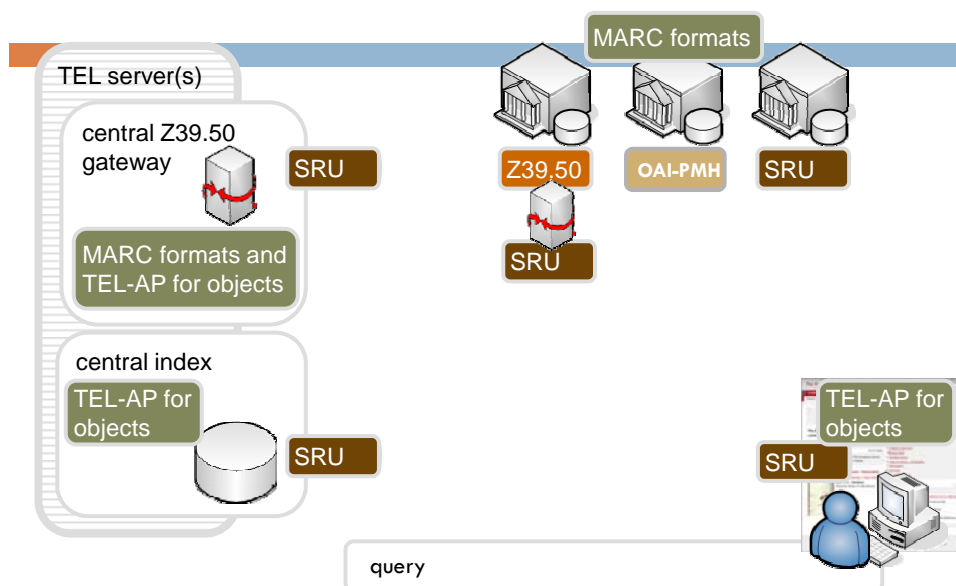 MARC formats
TEL server(s)
central Z39.50
gateway
SRU
Z39.50
OAI-PMH
SRU
SRU
MARC formats and
TEL-AP for objects
central index
TEL-AP for
objects
SRU
TEL-AP for
objects
SRU
query